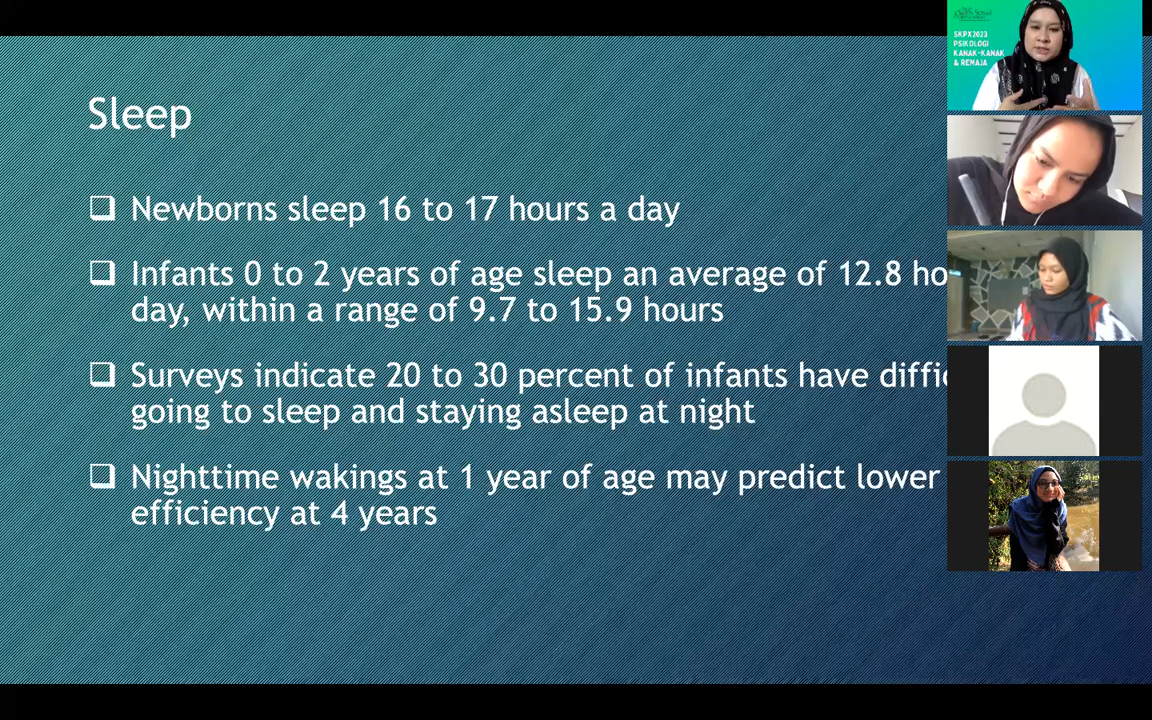 Sleep
Newborns sleep 16 to 17 hours a day
Infants 0 to 2 years of age sleep an average of 12.8
day, within a range of 9.7 to 15.9 hours
Surveys indicate 20 to 30 percent of infants have
going to sleep and staying asleep at night
Nighttime wakings at 1 year of age may predict lower
efficiency at 4 years
SKPX2023
PSIKOLOGI
KANAK-KANAK
& REMAJA